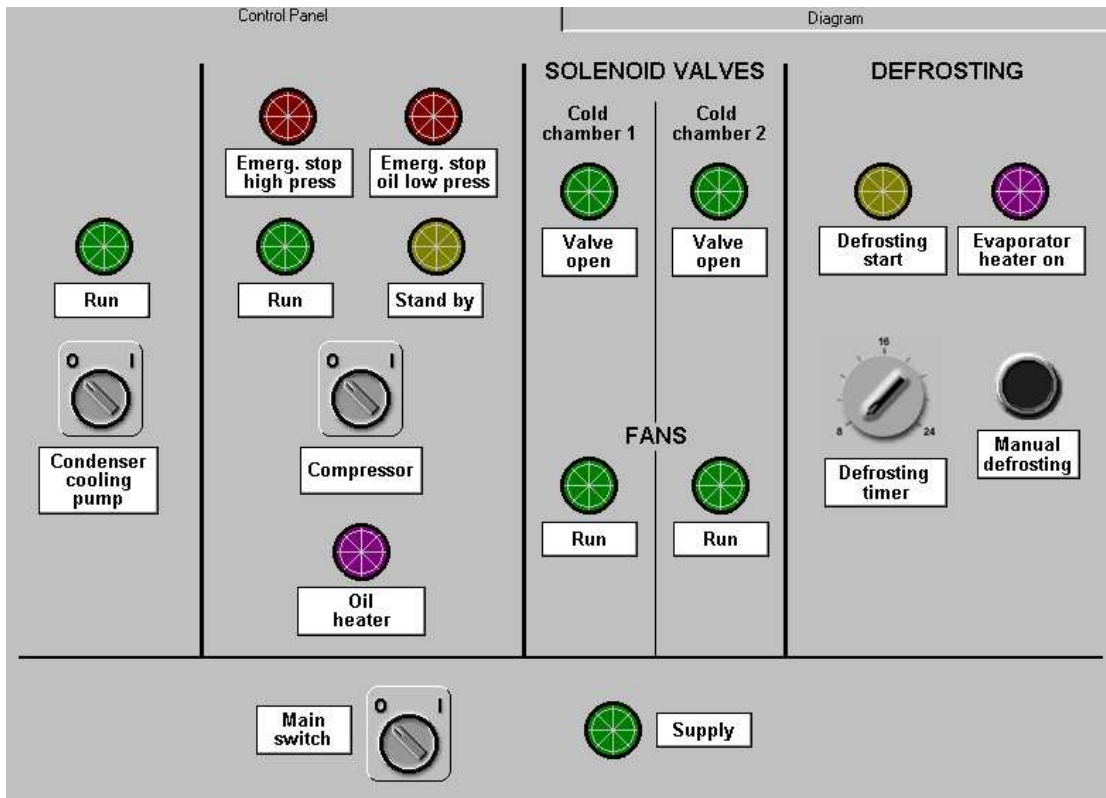 Control Panel
Diagram
Emerg. stop
high press
Emerg. stop
oil low press
Run
Run
Stand by
O I
Condenser
cooling
pump
O I
Compressor
Oil
heater
SOLENOID VALVES
Cold
chamber 1
Cold
chamber 2
Valve
open
Valve
open
FANS
Run
Run
DEFROSTING
Defrosting
start
Evaporator
heater on
16
8
24
Defrosting
timer
Manual
defrosting
Main
switch
O I
Supply